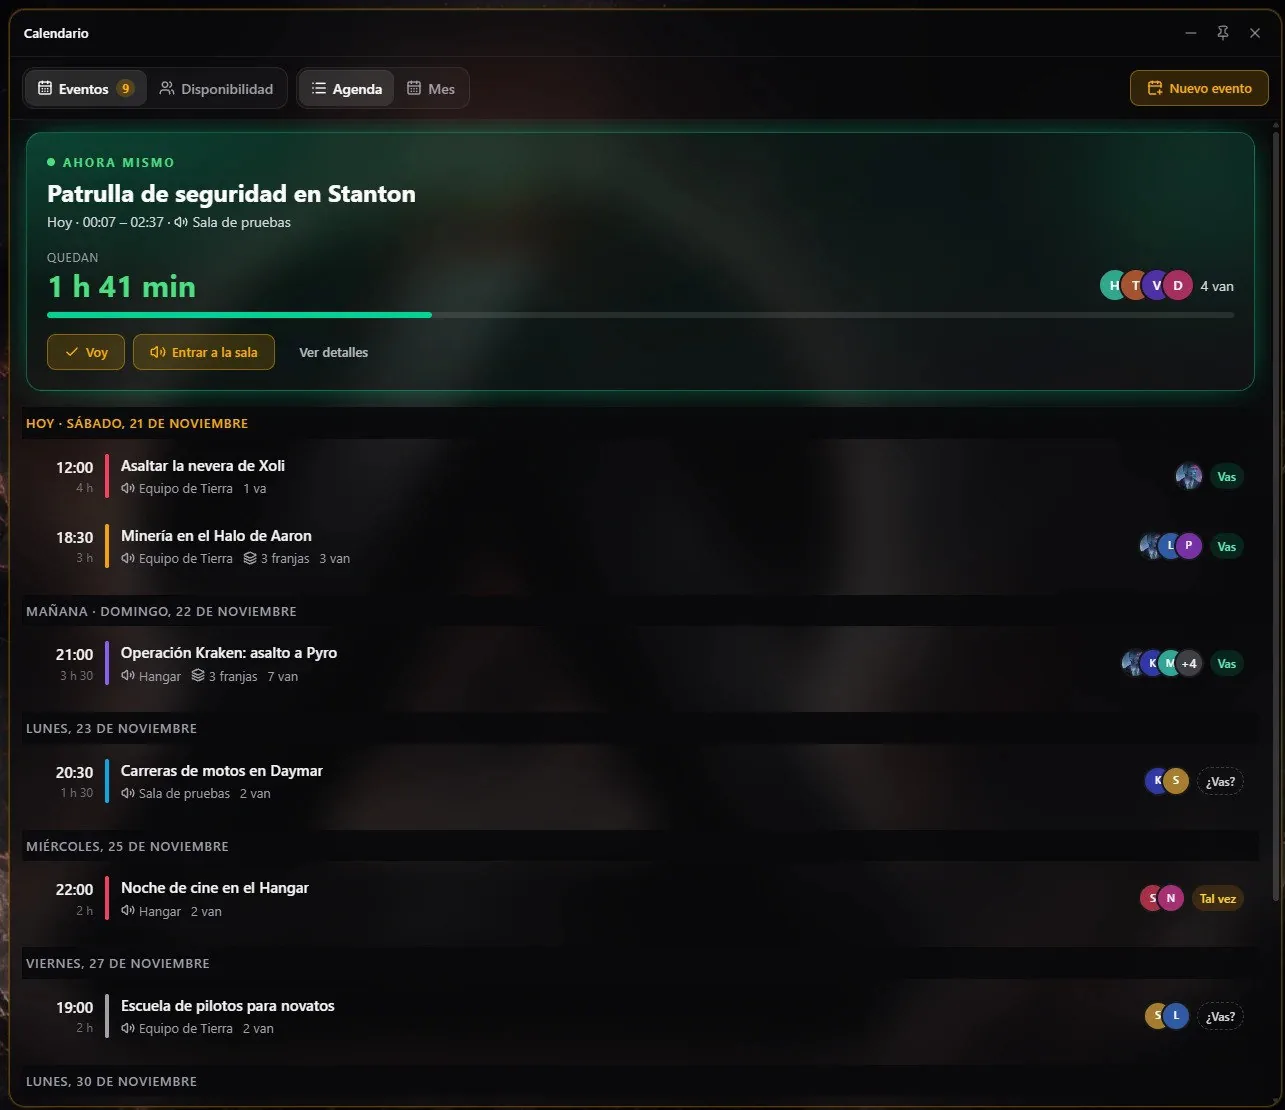 Calendario
Eventos 9 Disponibilidad Agenda Mes Nuevo evento
AHORA MISMO
Patrulla de seguridad en Stanton
Hoy · 00:07 – 02:37 · Sala de pruebas
QUEDAN
1 h 41 min
H T V D 4 van
Voy Entrar a la sala Ver detalles
HOY · SÁBADO, 21 DE NOVIEMBRE
12:00 Asaltar la nevera de Xoli
4 h Equipo de Tierra 1 va
Vas
18:30 Minería en el Halo de Aaron
3 h Equipo de Tierra 3 franjas 3 van
L P Vas
MAÑANA · DOMINGO, 22 DE NOVIEMBRE
21:00 Operación Kraken: asalto a Pyro
3 h 30 Hangar 3 franjas 7 van
K M +4 Vas
LUNES, 23 DE NOVIEMBRE
20:30 Carreras de motos en Daymar
1 h 30 Sala de pruebas 2 van
K S ¿Vas?
MIÉRCOLES, 25 DE NOVIEMBRE
22:00 Noche de cine en el Hangar
2 h Hangar 2 van
S N Tal vez
VIERNES, 27 DE NOVIEMBRE
19:00 Escuela de pilotos para novatos
2 h Equipo de Tierra 2 van
S L ¿Vas?
LUNES, 30 DE NOVIEMBRE